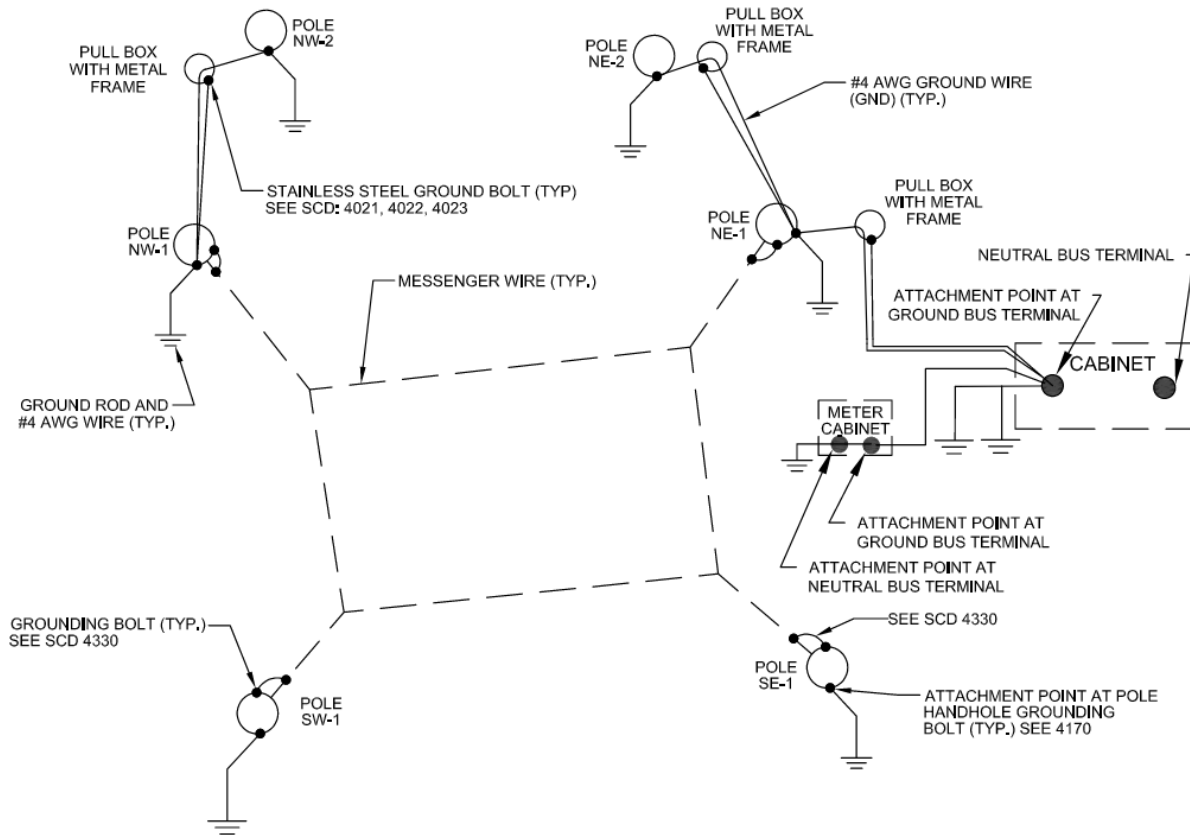 POLE
NW-2
PULL BOX
WITH METAL
FRAME
PULL BOX
WITH METAL
FRAME
POLE
NE-2
#4 AWG GROUND WIRE
(GND) (TYP.)
STAINLESS STEEL GROUND BOLT (TYP)
SEE SCD: 4021, 4022, 4023
PULL BOX
WITH METAL
FRAME
POLE
NW-1
POLE
NE-1
NEUTRAL BUS TERMINAL
MESSENGER WIRE (TYP.)
ATTACHMENT POINT AT
GROUND BUS TERMINAL
CABINET
GROUND ROD AND
#4 AWG WIRE (TYP.)
METER
CABINET
ATTACHMENT POINT AT
GROUND BUS TERMINAL
ATTACHMENT POINT AT
NEUTRAL BUS TERMINAL
GROUNDING BOLT (TYP.)
SEE SCD 4330
SEE SCD 4330
POLE
SE-1
POLE
SW-1
ATTACHMENT POINT AT POLE
HANDHOLE GROUNDING
BOLT (TYP.) SEE 4170